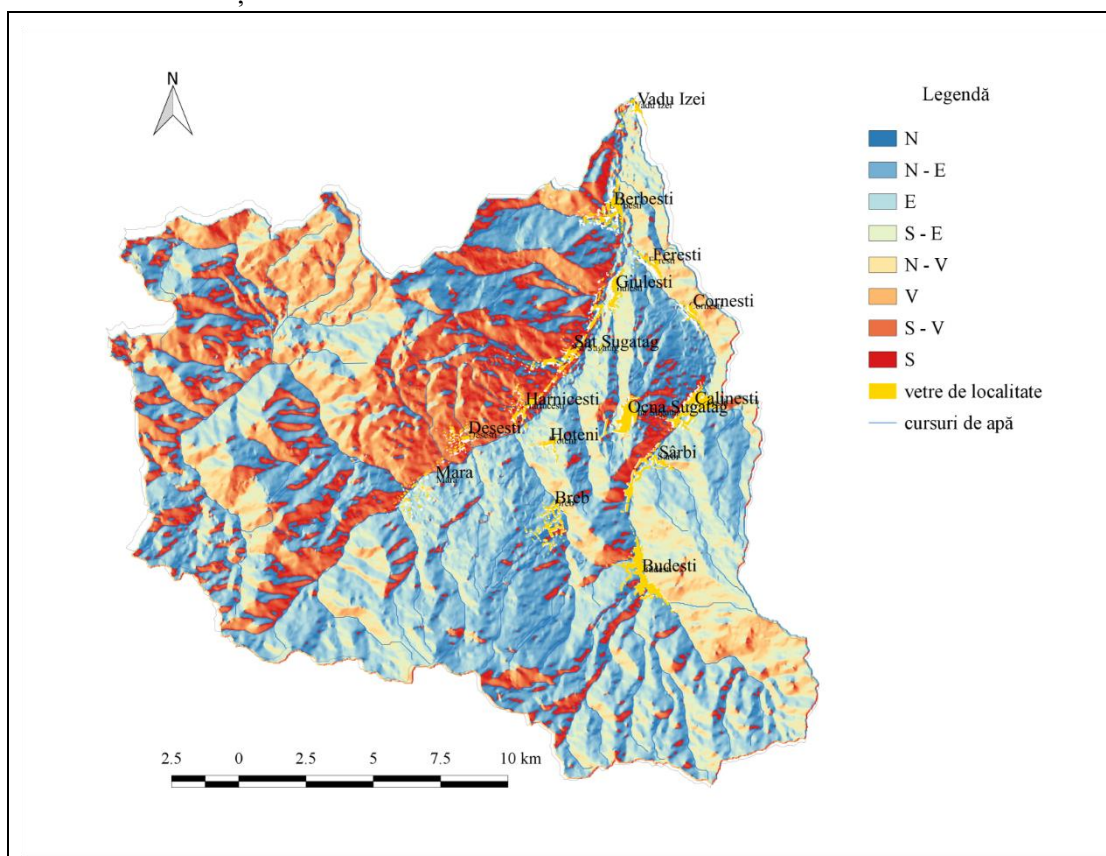 N
Vadu Izei
Berbesti
Feresti
Giulesti
Cornesti
Sat Sugatag
Harnicesti
Calinesti
Ocna Sugatag
Desesti
Hoteni
Sârbi
Mara
Mara
Breb
Budesti
Legendă
N
N - E
E
S - E
N - V
V
S - V
S
vetre de localitate
cursuri de apă
2.5 0 2.5 5 7.5 10 km